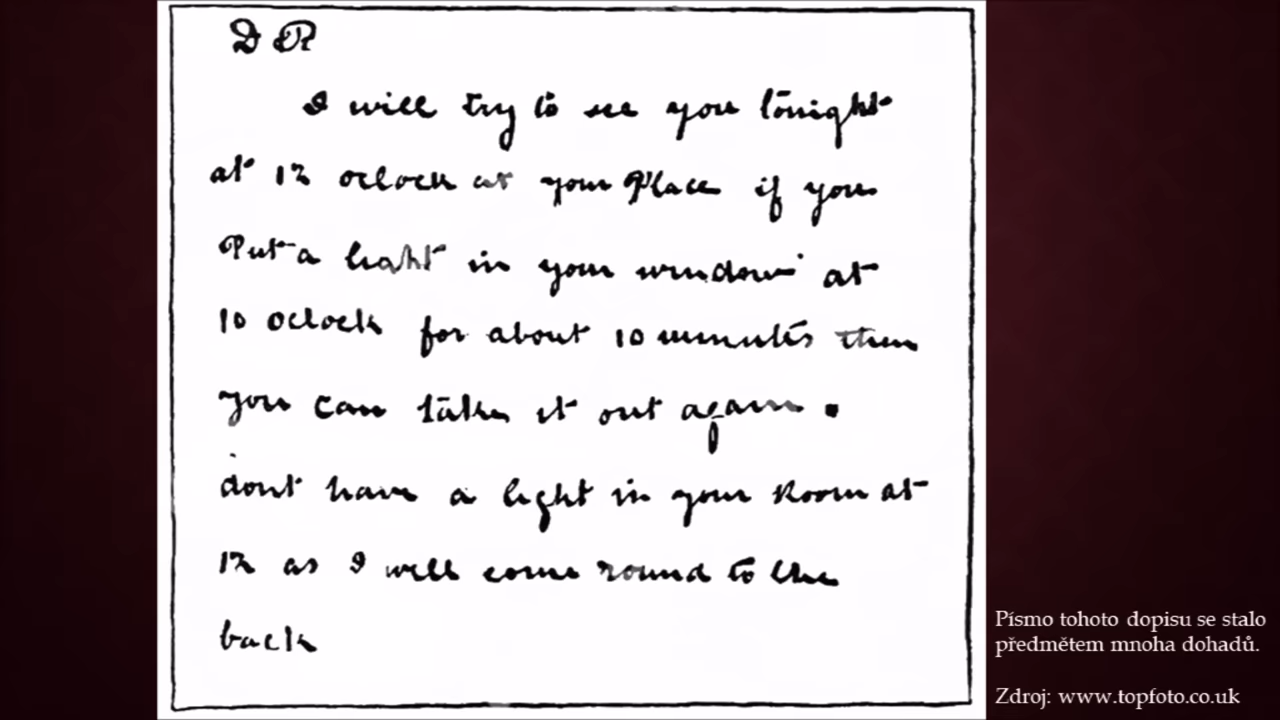 D R
I will try to see you tonight
at 12 oclock at your Place if you
Put a light in your window at
10 oclock for about 10 minutes then
you can take it out again.
dont have a light in your Room at
12 as I will come round to the
back
Písmo tohoto dopisu se stalo
předmětem mnoha dohadů.
Zdroj: www.topfoto.co.uk